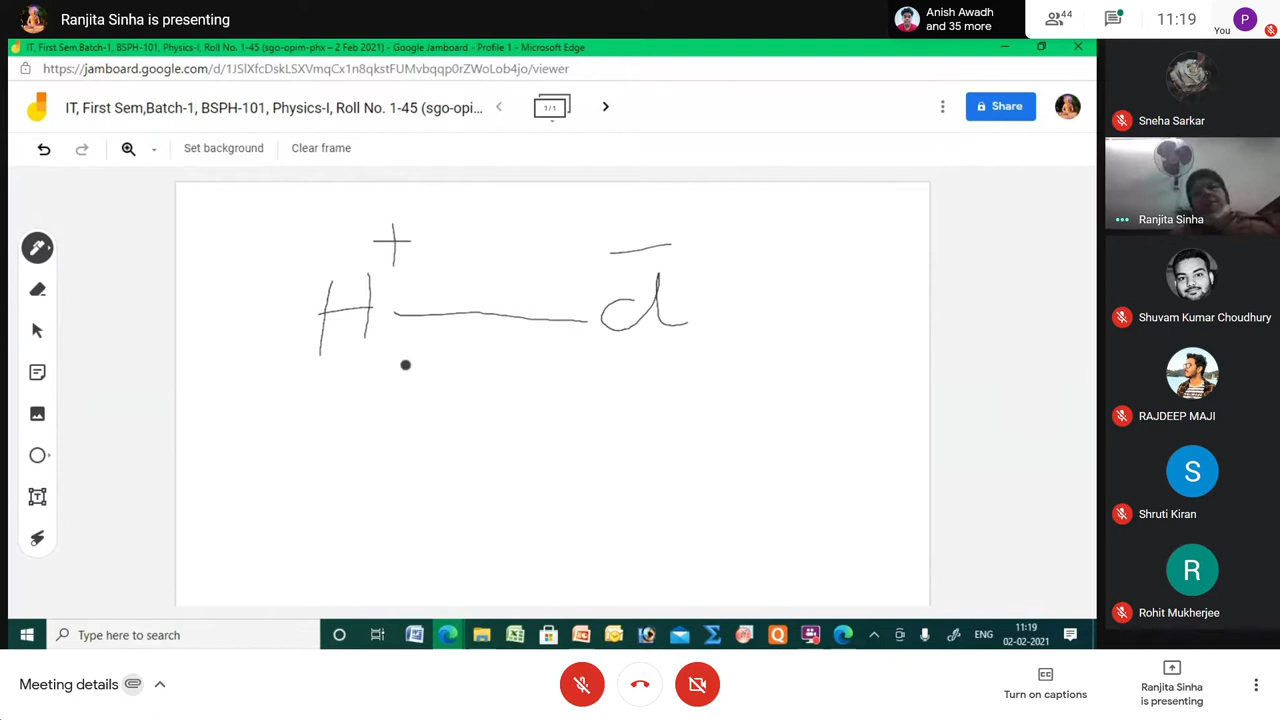 Ranjita Sinha is presenting
Anish Awadh
and 35 more
44
11:19
You
P
IT, First Sem,Batch-1, BSPH-101, Physics-I, Roll No. 1-45 (sgo-opim-phx – 2 Feb 2021) - Google Jamboard - Profile 1 - Microsoft Edge
https://jamboard.google.com/d/1JSlXfcDskLSXVmqCx1n8qkstFUMvbqqp0rZWoLob4jo/viewer
IT, First Sem,Batch-1, BSPH-101, Physics-I, Roll No. 1-45 (sgo-opi...
1/1
Share
Set background
Clear frame
+ —
H — d
Sneha Sarkar
Ranjita Sinha
Shuvam Kumar Choudhury
RAJDEEP MAJI
S
Shruti Kiran
R
Rohit Mukherjee
Type here to search
ENG
11:19
02-02-2021
Meeting details
Turn on captions
Ranjita Sinha
is presenting